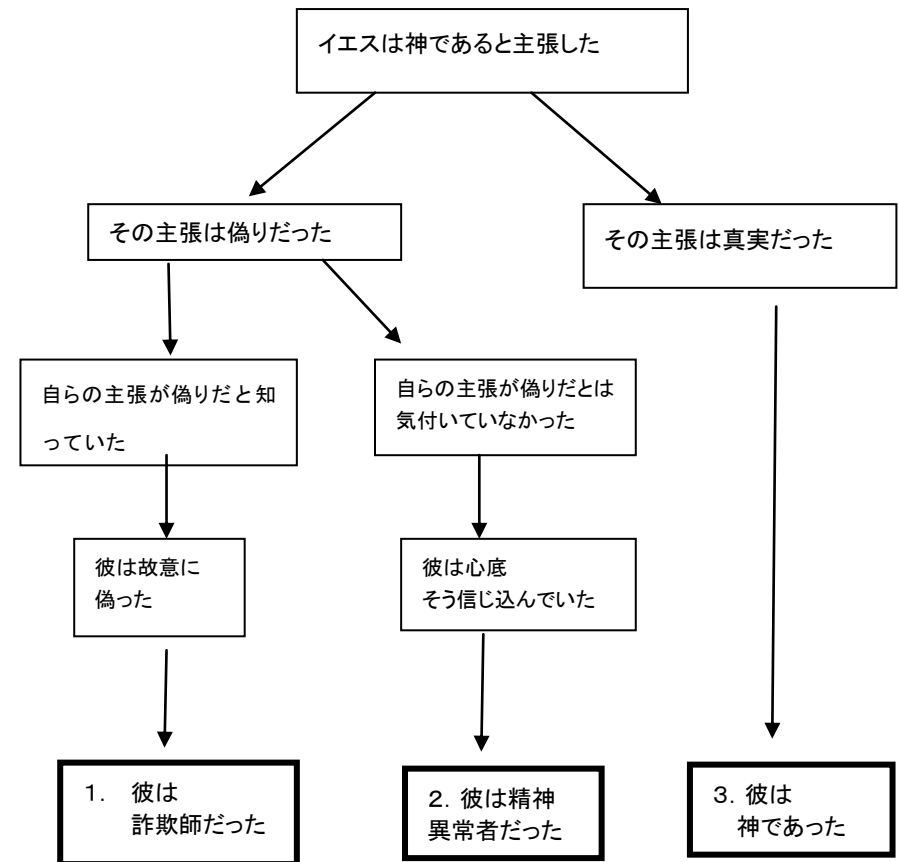 イエスは神であると主張した
その主張は偽りだった
その主張は真実だった
自らの主張が偽りだと知
っていた
自らの主張が偽りだとは
気付いていなかった
彼は故意に
偽った
彼は心底
そう信じ込んでいた
1. 彼は
詐欺師だった
2. 彼は精神
異常者だった
3. 彼は
神であった